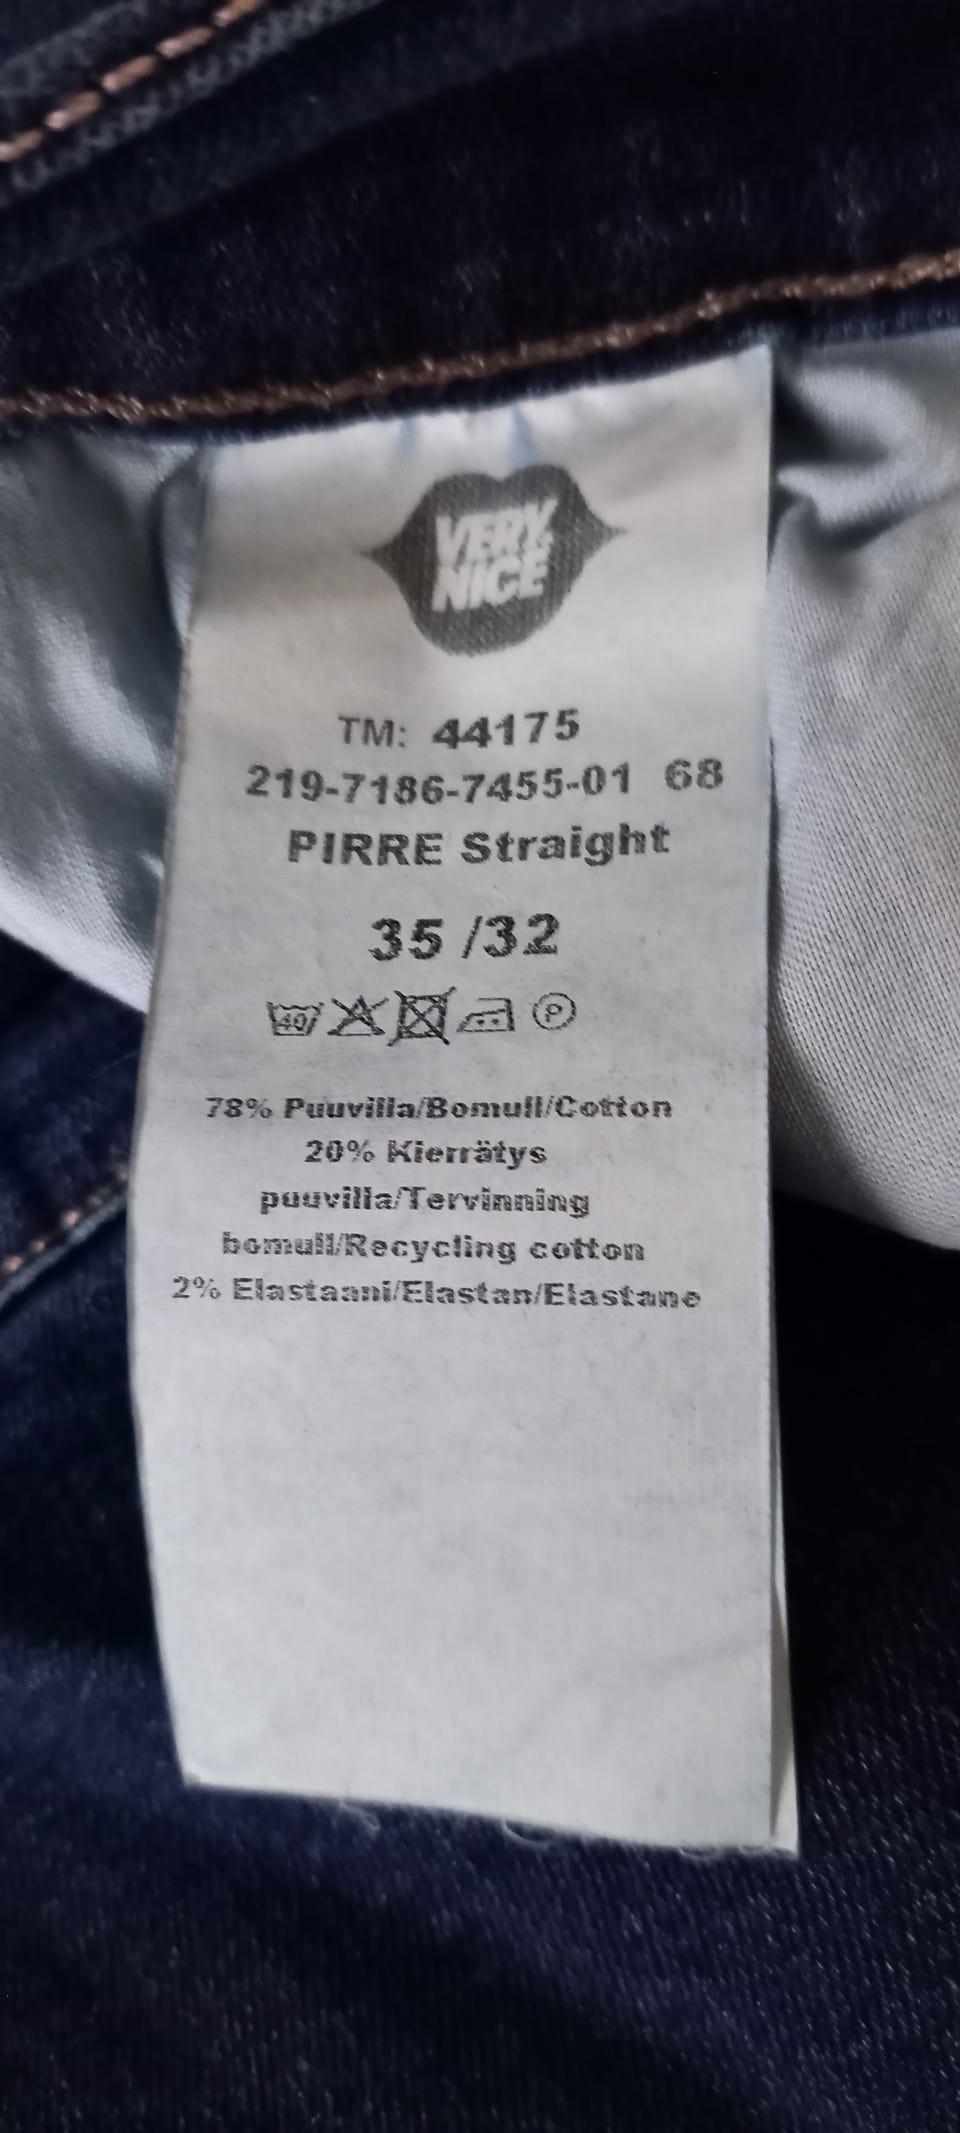 VERY
NICE
TM: 44175
219-7186-7455-01 68
PIRRE Straight
35 /32
40 P
78% Puuvilla/Bomull/Cotton
20% Kierrätys
puuvilla/Tervinning
bomull/Recycling cotton
2% Elastaani/Elastan/Elastane